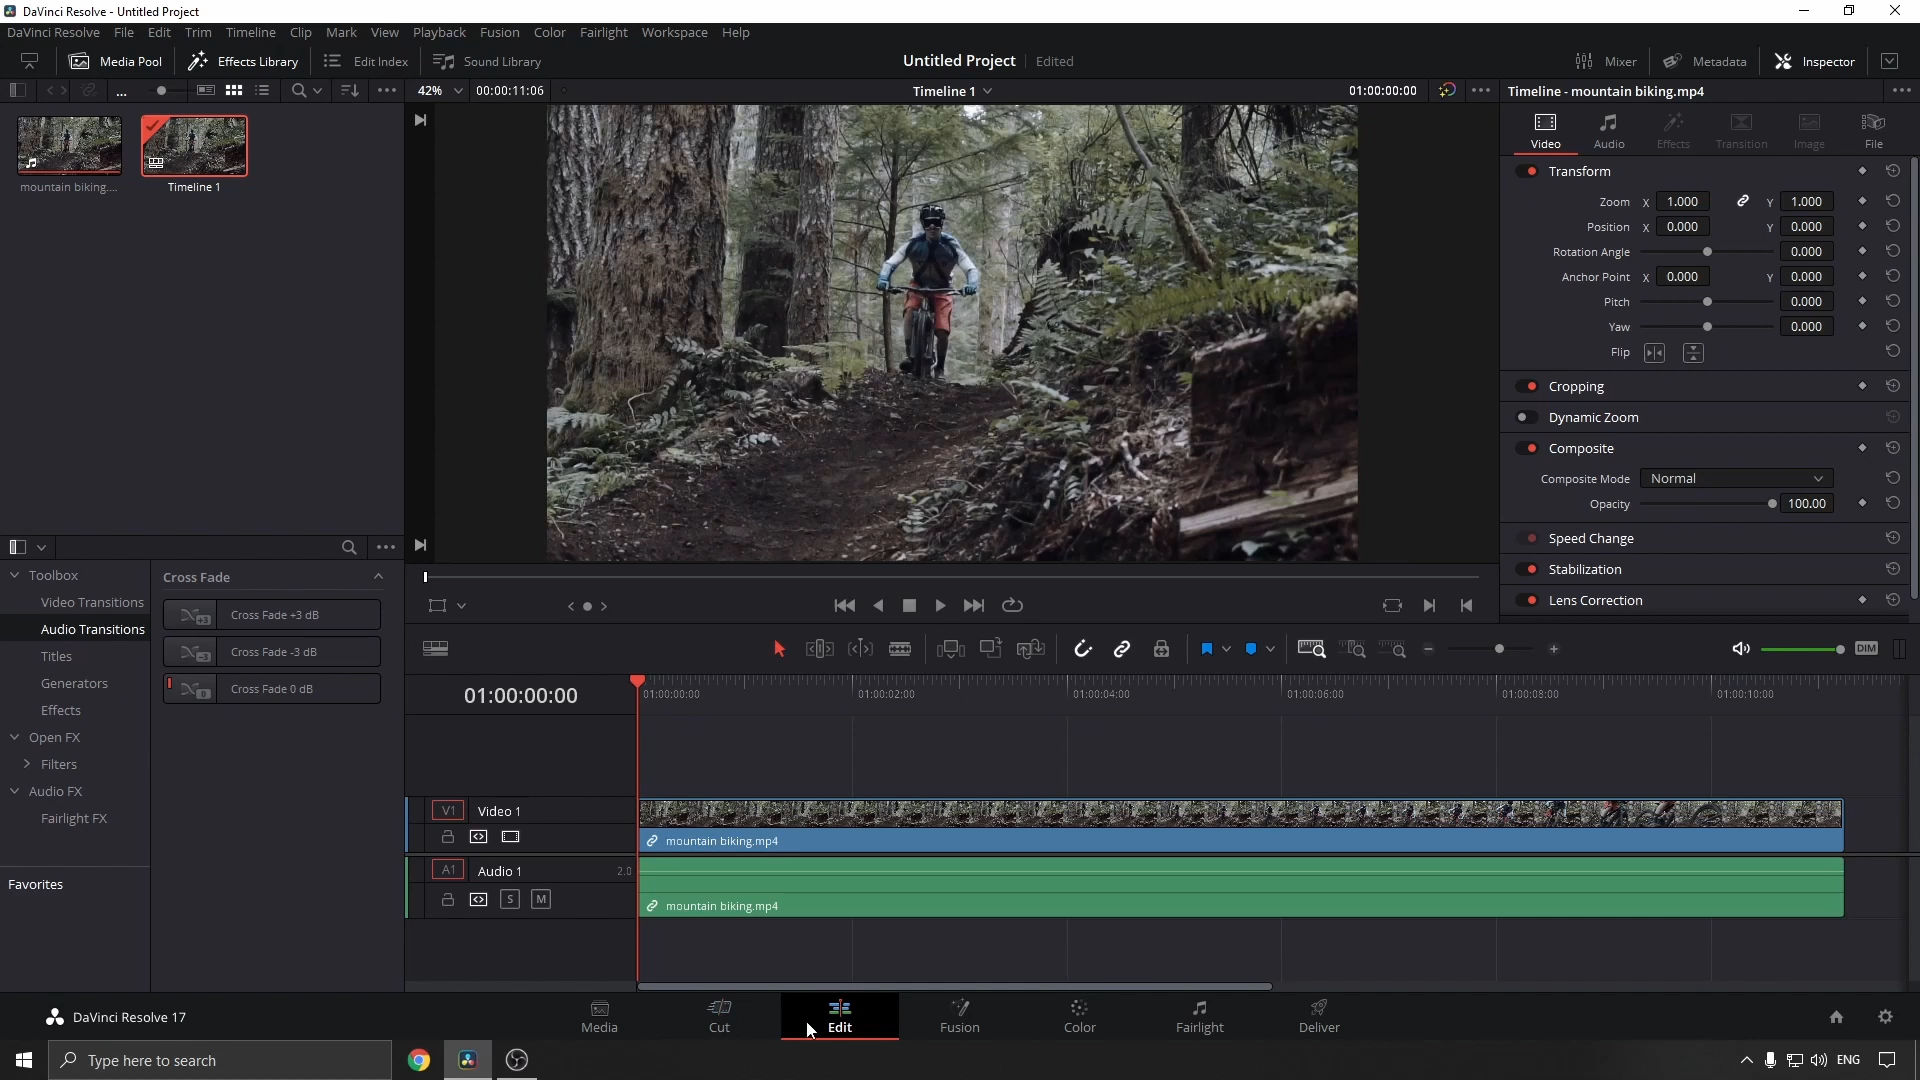 DaVinci Resolve - Untitled Project
DaVinci Resolve File Edit Trim Timeline Clip Mark View Playback Fusion Color Fairlight Workspace Help
Media Pool Effects Library Edit Index Sound Library Untitled Project Edited Mixer Metadata Inspector
... 42% 00:00:11:06 Timeline 1 01:00:00:00 Timeline - mountain biking.mp4
Video Audio Effects Transition Image File
mountain biking.... Timeline 1
Transform
Zoom X 1.000 Y 1.000
Position X 0.000 Y 0.000
Rotation Angle 0.000
Anchor Point X 0.000 Y 0.000
Pitch 0.000
Yaw 0.000
Flip
Cropping
Dynamic Zoom
Composite
Composite Mode Normal
Opacity 100.00
Speed Change
Stabilization
Lens Correction
Toolbox
Video Transitions
Audio Transitions
Titles
Generators
Effects
Open FX
Filters
Audio FX
Fairlight FX
Favorites
Cross Fade
+3 Cross Fade +3 dB
-3 Cross Fade -3 dB
0 Cross Fade 0 dB
DIM
01:00:00:00 01:00:00:00 01:00:02:00 01:00:04:00 01:00:06:00 01:00:08:00 01:00:10:00
V1 Video 1
mountain biking.mp4
A1 Audio 1 2.0
S M mountain biking.mp4
DaVinci Resolve 17 Media Cut Edit Fusion Color Fairlight Deliver
Type here to search ENG